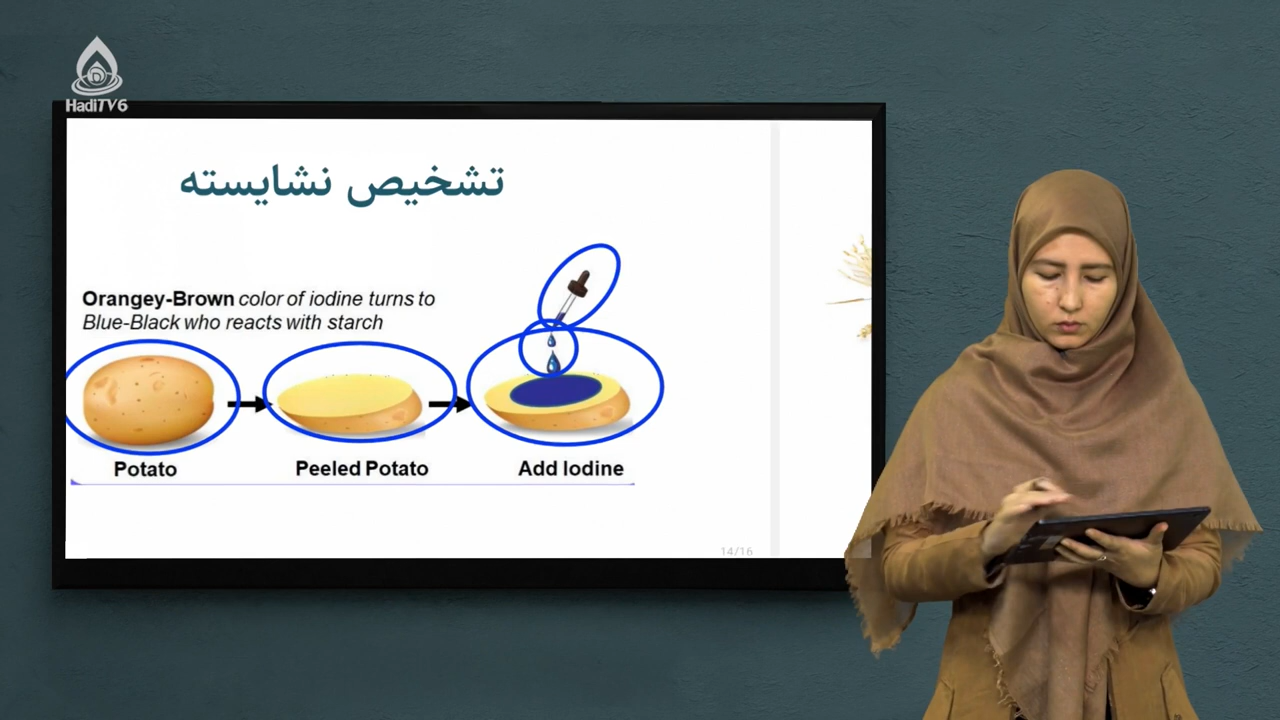 HadiTV6
تشخیص نشایسته
Orangey-Brown color of iodine turns to
Blue-Black who reacts with starch
Potato
Peeled Potato
Add Iodine
14/16